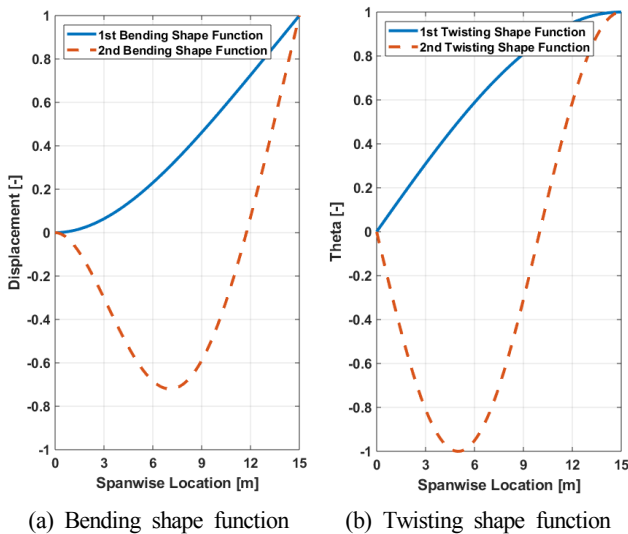 1st Bending Shape Function
2nd Bending Shape Function
Displacement [-]
1
0.8
0.6
0.4
0.2
0
-0.2
-0.4
-0.6
-0.8
-1
0 3 6 9 12 15
Spanwise Location [m]
(a) Bending shape function
1st Twisting Shape Function
2nd Twisting Shape Function
Theta [-]
1
0.8
0.6
0.4
0.2
0
-0.2
-0.4
-0.6
-0.8
-1
0 3 6 9 12 15
Spanwise Location [m]
(b) Twisting shape function